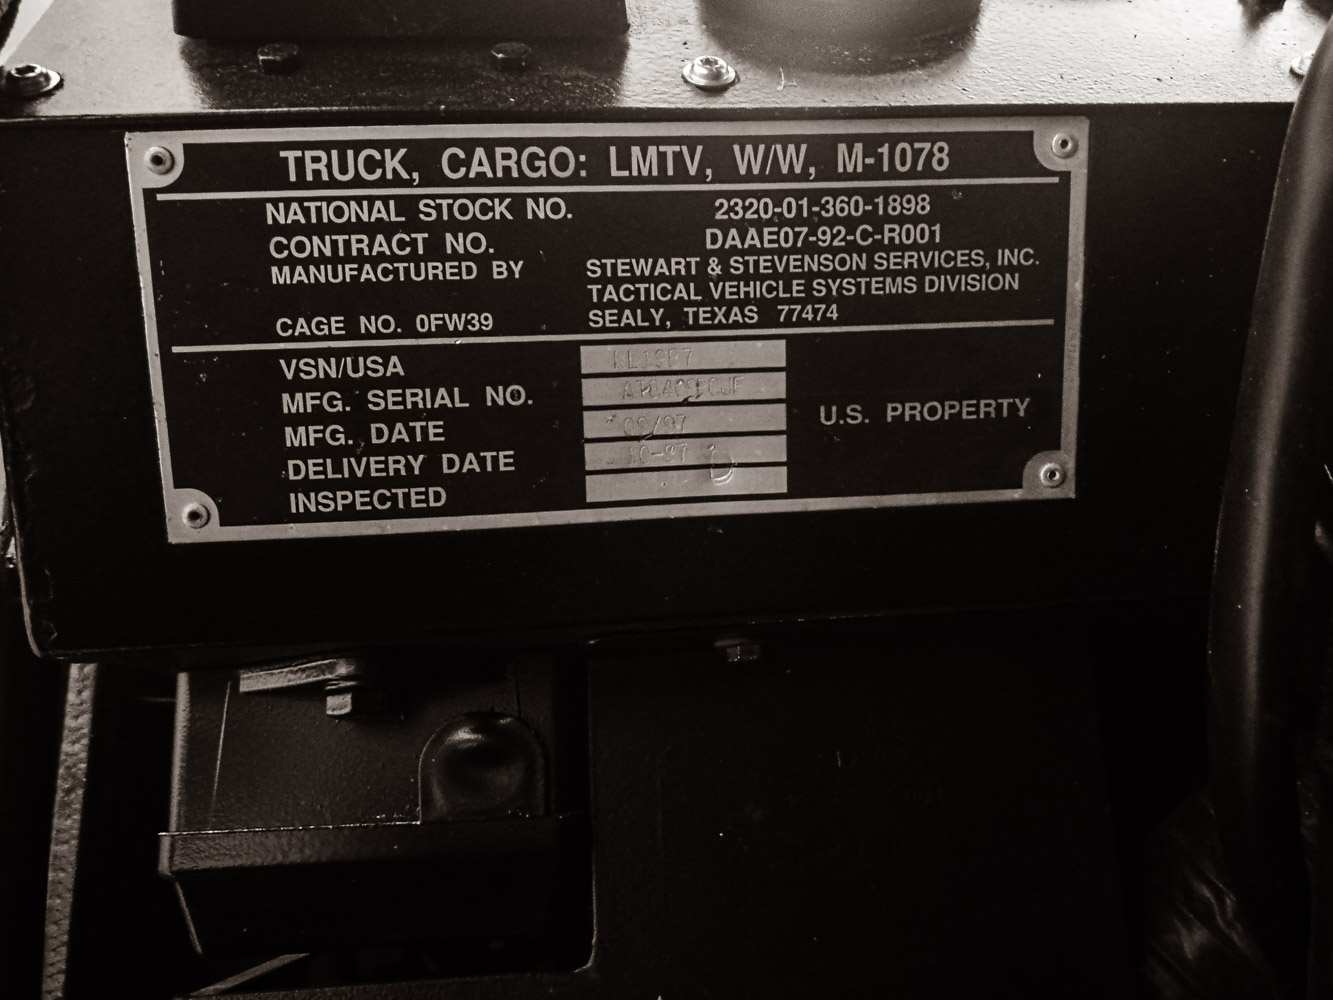 TRUCK, CARGO: LMTV, W/W, M-1078
NATIONAL STOCK NO. 2320-01-360-1898
CONTRACT NO. DAAE07-92-C-R001
MANUFACTURED BY STEWART & STEVENSON SERVICES, INC.
TACTICAL VEHICLE SYSTEMS DIVISION
CAGE NO. 0FW39 SEALY, TEXAS 77474
VSN/USA
MFG. SERIAL NO.
MFG. DATE
U.S. PROPERTY
DELIVERY DATE
INSPECTED